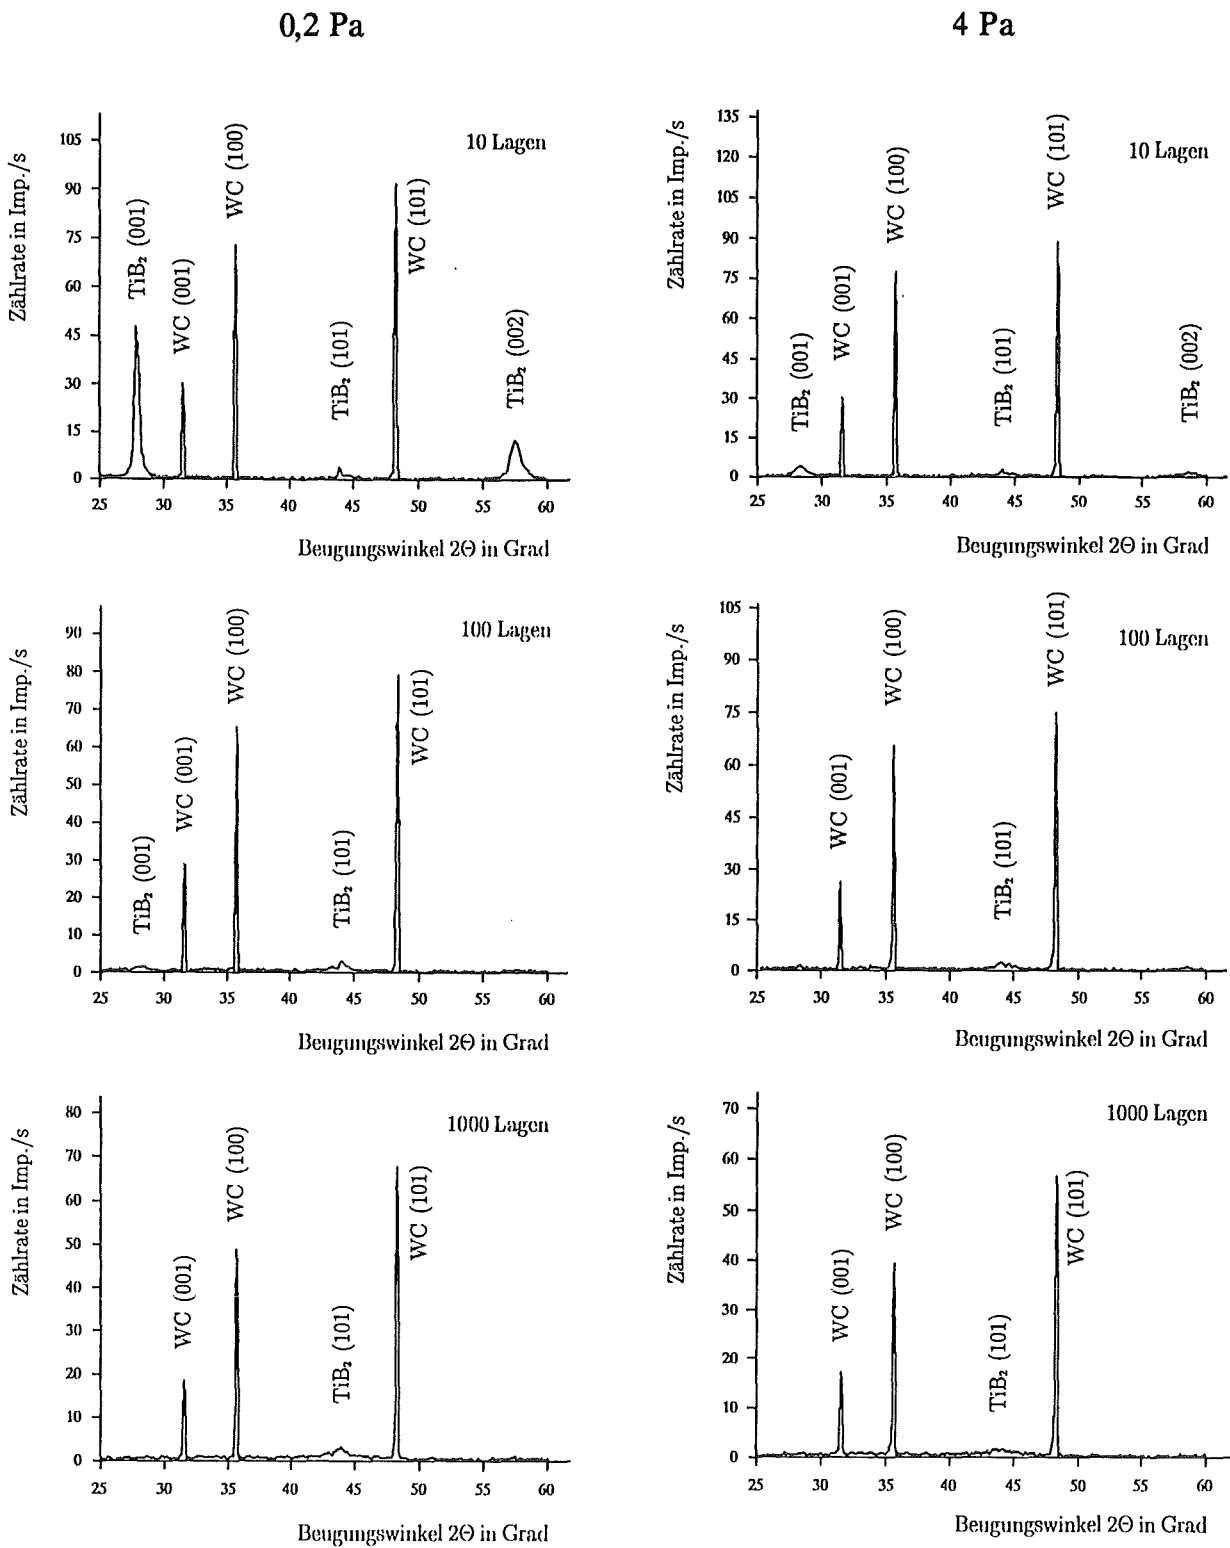 0,2 Pa
4 Pa
Zählrate in Imp./s
10 Lagen
105
90
75
60
45
30
15
0
TiB₂ (001)
WC (001)
WC (100)
TiB₂ (101)
WC (101)
TiB₂ (002)
25 30 35 40 45 50 55 60
Beugungswinkel 2Θ in Grad
Zählrate in Imp./s
10 Lagen
135
120
105
90
75
60
45
30
15
0
TiB₂ (001)
WC (001)
WC (100)
TiB₂ (101)
WC (101)
TiB₂ (002)
25 30 35 40 45 50 55 60
Beugungswinkel 2Θ in Grad
Zählrate in Imp./s
100 Lagen
90
80
70
60
50
40
30
20
10
0
TiB₂ (001)
WC (001)
WC (100)
TiB₂ (101)
WC (101)
25 30 35 40 45 50 55 60
Beugungswinkel 2Θ in Grad
Zählrate in Imp./s
100 Lagen
105
90
75
60
45
30
15
0
WC (001)
WC (100)
TiB₂ (101)
WC (101)
25 30 35 40 45 50 55 60
Beugungswinkel 2Θ in Grad
Zählrate in Imp./s
1000 Lagen
80
70
60
50
40
30
20
10
0
WC (001)
WC (100)
TiB₂ (101)
WC (101)
25 30 35 40 45 50 55 60
Beugungswinkel 2Θ in Grad
Zählrate in Imp./s
1000 Lagen
70
60
50
40
30
20
10
0
WC (001)
WC (100)
TiB₂ (101)
WC (101)
25 30 35 40 45 50 55 60
Beugungswinkel 2Θ in Grad